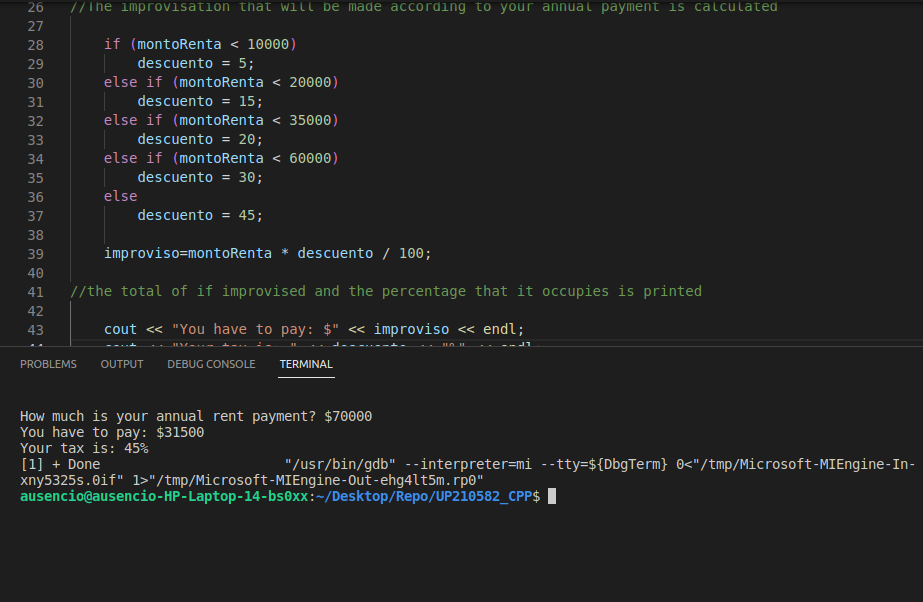 26 //The improvisation that will be made according to your annual payment is calculated
27
28 if (montoRenta < 10000)
29 descuento = 5;
30 else if (montoRenta < 20000)
31 descuento = 15;
32 else if (montoRenta < 35000)
33 descuento = 20;
34 else if (montoRenta < 60000)
35 descuento = 30;
36 else
37 descuento = 45;
38
39 improviso=montoRenta * descuento / 100;
40
41 //the total of if improvised and the percentage that it occupies is printed
42
43 cout << "You have to pay: $" << improviso << endl;
44 cout << "Your tax is: " << descuento << "%" << endl;
PROBLEMS OUTPUT DEBUG CONSOLE TERMINAL
How much is your annual rent payment? $70000
You have to pay: $31500
Your tax is: 45%
[1] + Done "/usr/bin/gdb" --interpreter=mi --tty=${DbgTerm} 0<"/tmp/Microsoft-MIEngine-In-
xny5325s.0if" 1>"/tmp/Microsoft-MIEngine-Out-ehg4lt5m.rp0"
ausencio@ausencio-HP-Laptop-14-bs0xx:~/Desktop/Repo/UP210582_CPP$